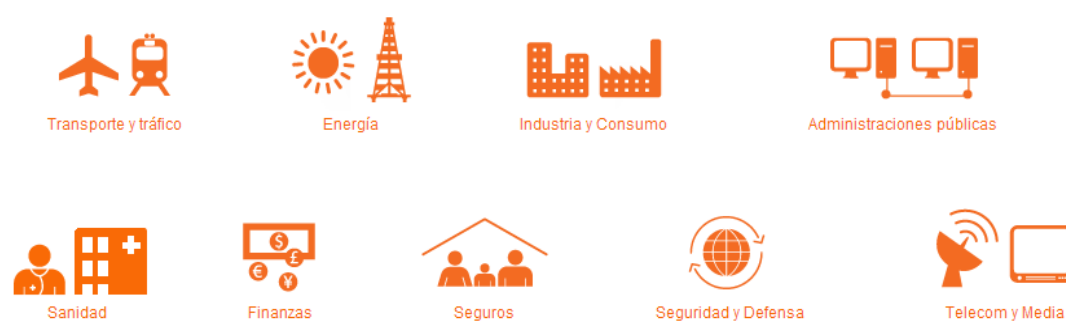 Transporte y tráfico
Energía
Industria y Consumo
Administraciones públicas
$
£
€
¥
Sanidad
Finanzas
Seguros
Seguridad y Defensa
Telecom y Media